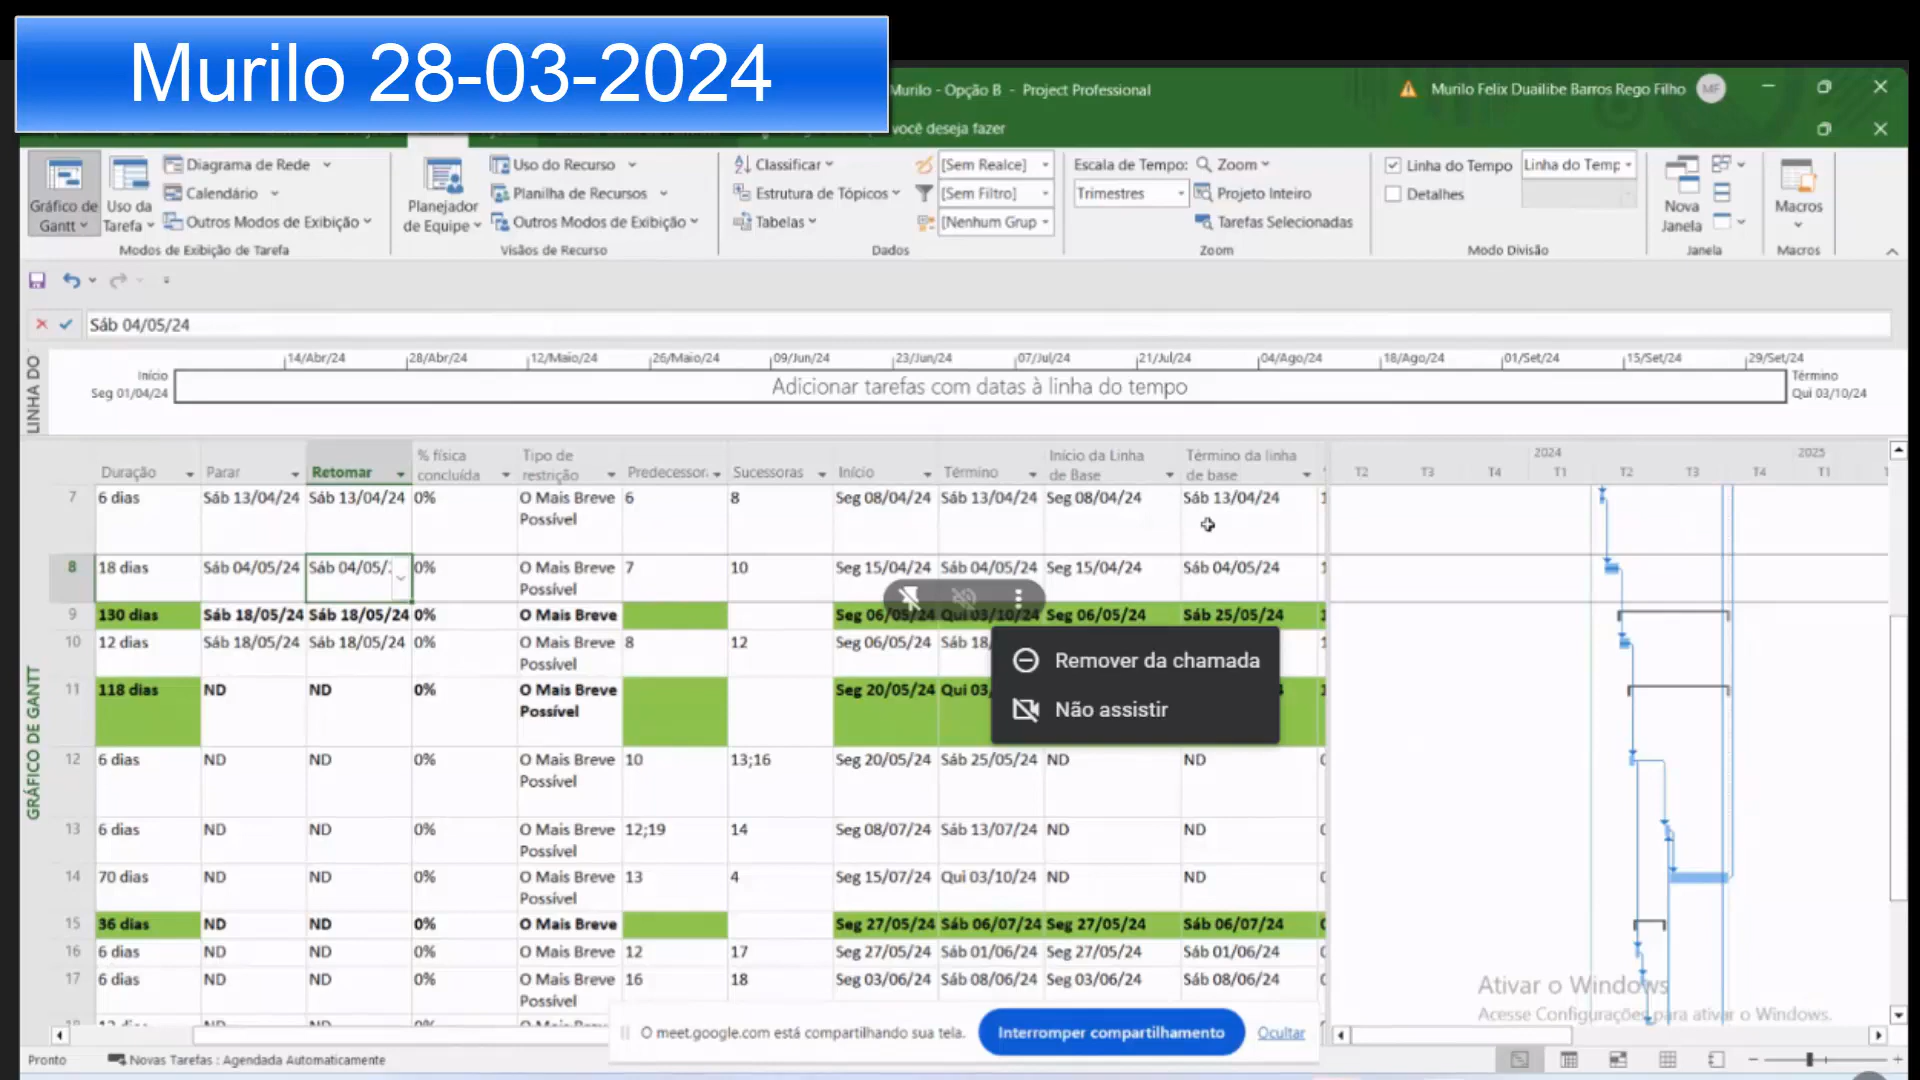 Murilo 28-03-2024
Murilo - Opção B - Project Professional
Murilo Felix Duailibe Barros Rego Filho
MF
você deseja fazer
Gráfico de Gantt
Uso da Tarefa
Diagrama de Rede
Calendário
Outros Modos de Exibição
Modos de Exibição de Tarefa
Planejador de Equipe
Uso do Recurso
Planilha de Recursos
Outros Modos de Exibição
Visões de Recurso
Classificar
Estrutura de Tópicos
Tabelas
[Sem Realce]
[Sem Filtro]
[Nenhum Grup
Dados
Escala de Tempo:
Trimestres
Zoom
Projeto Inteiro
Tarefas Selecionadas
Zoom
Linha do Tempo
Linha do Temp
Detalhes
Modo Divisão
Nova Janela
Janela
Macros
Macros
Sáb 04/05/24
LINHA DO
14/Abr/24 28/Abr/24 12/Maio/24 26/Maio/24 09/Jun/24 23/Jun/24 07/Jul/24 21/Jul/24 04/Ago/24 18/Ago/24 01/Set/24 15/Set/24 29/Set/24
Início
Seg 01/04/24
Adicionar tarefas com datas à linha do tempo
Término
Qui 03/10/24
GRÁFICO DE GANTT
Duração Parar Retomar % física concluída Tipo de restrição Predecessor: Sucessoras Início Término Início da Linha de Base Término da linha de base
2024 2025
T2 T3 T4 T1 T2 T3 T4 T1
7 6 dias Sáb 13/04/24 Sáb 13/04/24 0% O Mais Breve Possível 6 8 Seg 08/04/24 Sáb 13/04/24 Seg 08/04/24 Sáb 13/04/24
8 18 dias Sáb 04/05/24 Sáb 04/05/ 0% O Mais Breve Possível 7 10 Seg 15/04/24 Sáb 04/05/24 Seg 15/04/24 Sáb 04/05/24
9 130 dias Sáb 18/05/24 Sáb 18/05/24 0% O Mais Breve Seg 06/05/24 Qui 03/10/24 Seg 06/05/24 Sáb 25/05/24
10 12 dias Sáb 18/05/24 Sáb 18/05/24 0% O Mais Breve Possível 8 12 Seg 06/05/24 Sáb 18/
11 118 dias ND ND 0% O Mais Breve Possível Seg 20/05/24 Qui 03/
12 6 dias ND ND 0% O Mais Breve Possível 10 13;16 Seg 20/05/24 Sáb 25/05/24 ND ND
13 6 dias ND ND 0% O Mais Breve Possível 12;19 14 Seg 08/07/24 Sáb 13/07/24 ND ND
14 70 dias ND ND 0% O Mais Breve Possível 13 4 Seg 15/07/24 Qui 03/10/24 ND ND
15 36 dias ND ND 0% O Mais Breve Seg 27/05/24 Sáb 06/07/24 Seg 27/05/24 Sáb 06/07/24
16 6 dias ND ND 0% O Mais Breve Possível 12 17 Seg 27/05/24 Sáb 01/06/24 Seg 27/05/24 Sáb 01/06/24
17 6 dias ND ND 0% O Mais Breve Possível 16 18 Seg 03/06/24 Sáb 08/06/24 Seg 03/06/24 Sáb 08/06/24
Remover da chamada
Não assistir
Ativar o Windows
Acesse Configurações para ativar o Windows.
O meet.google.com está compartilhando sua tela.
Interromper compartilhamento
Ocultar
Pronto
Novas Tarefas : Agendada Automaticamente